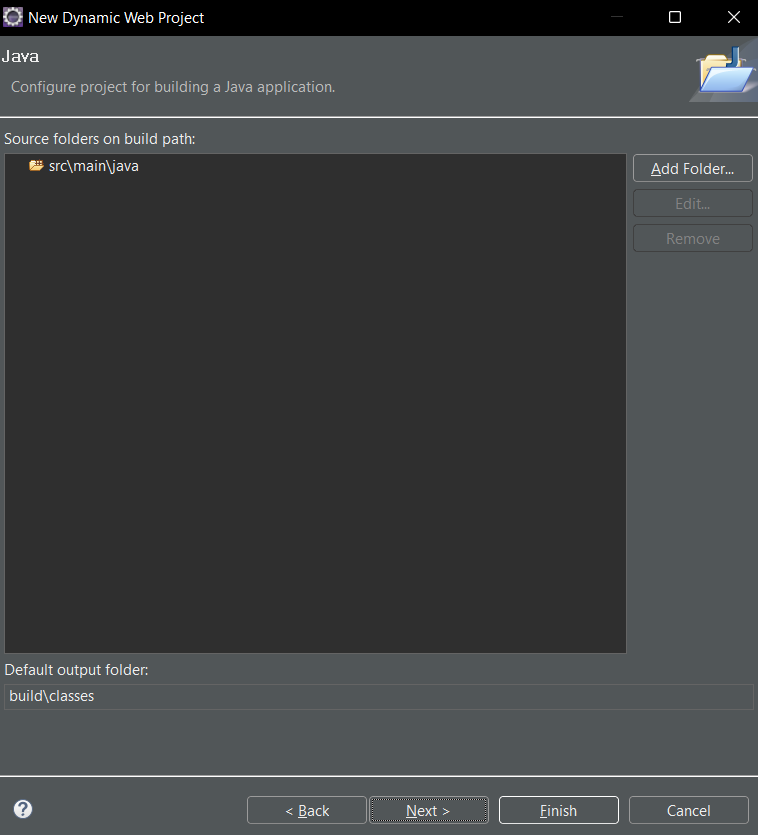 New Dynamic Web Project
Java
Configure project for building a Java application.
Source folders on build path:
src\main\java
Add Folder...
Edit...
Remove
Default output folder:
build\classes
?
< Back
Next >
Finish
Cancel